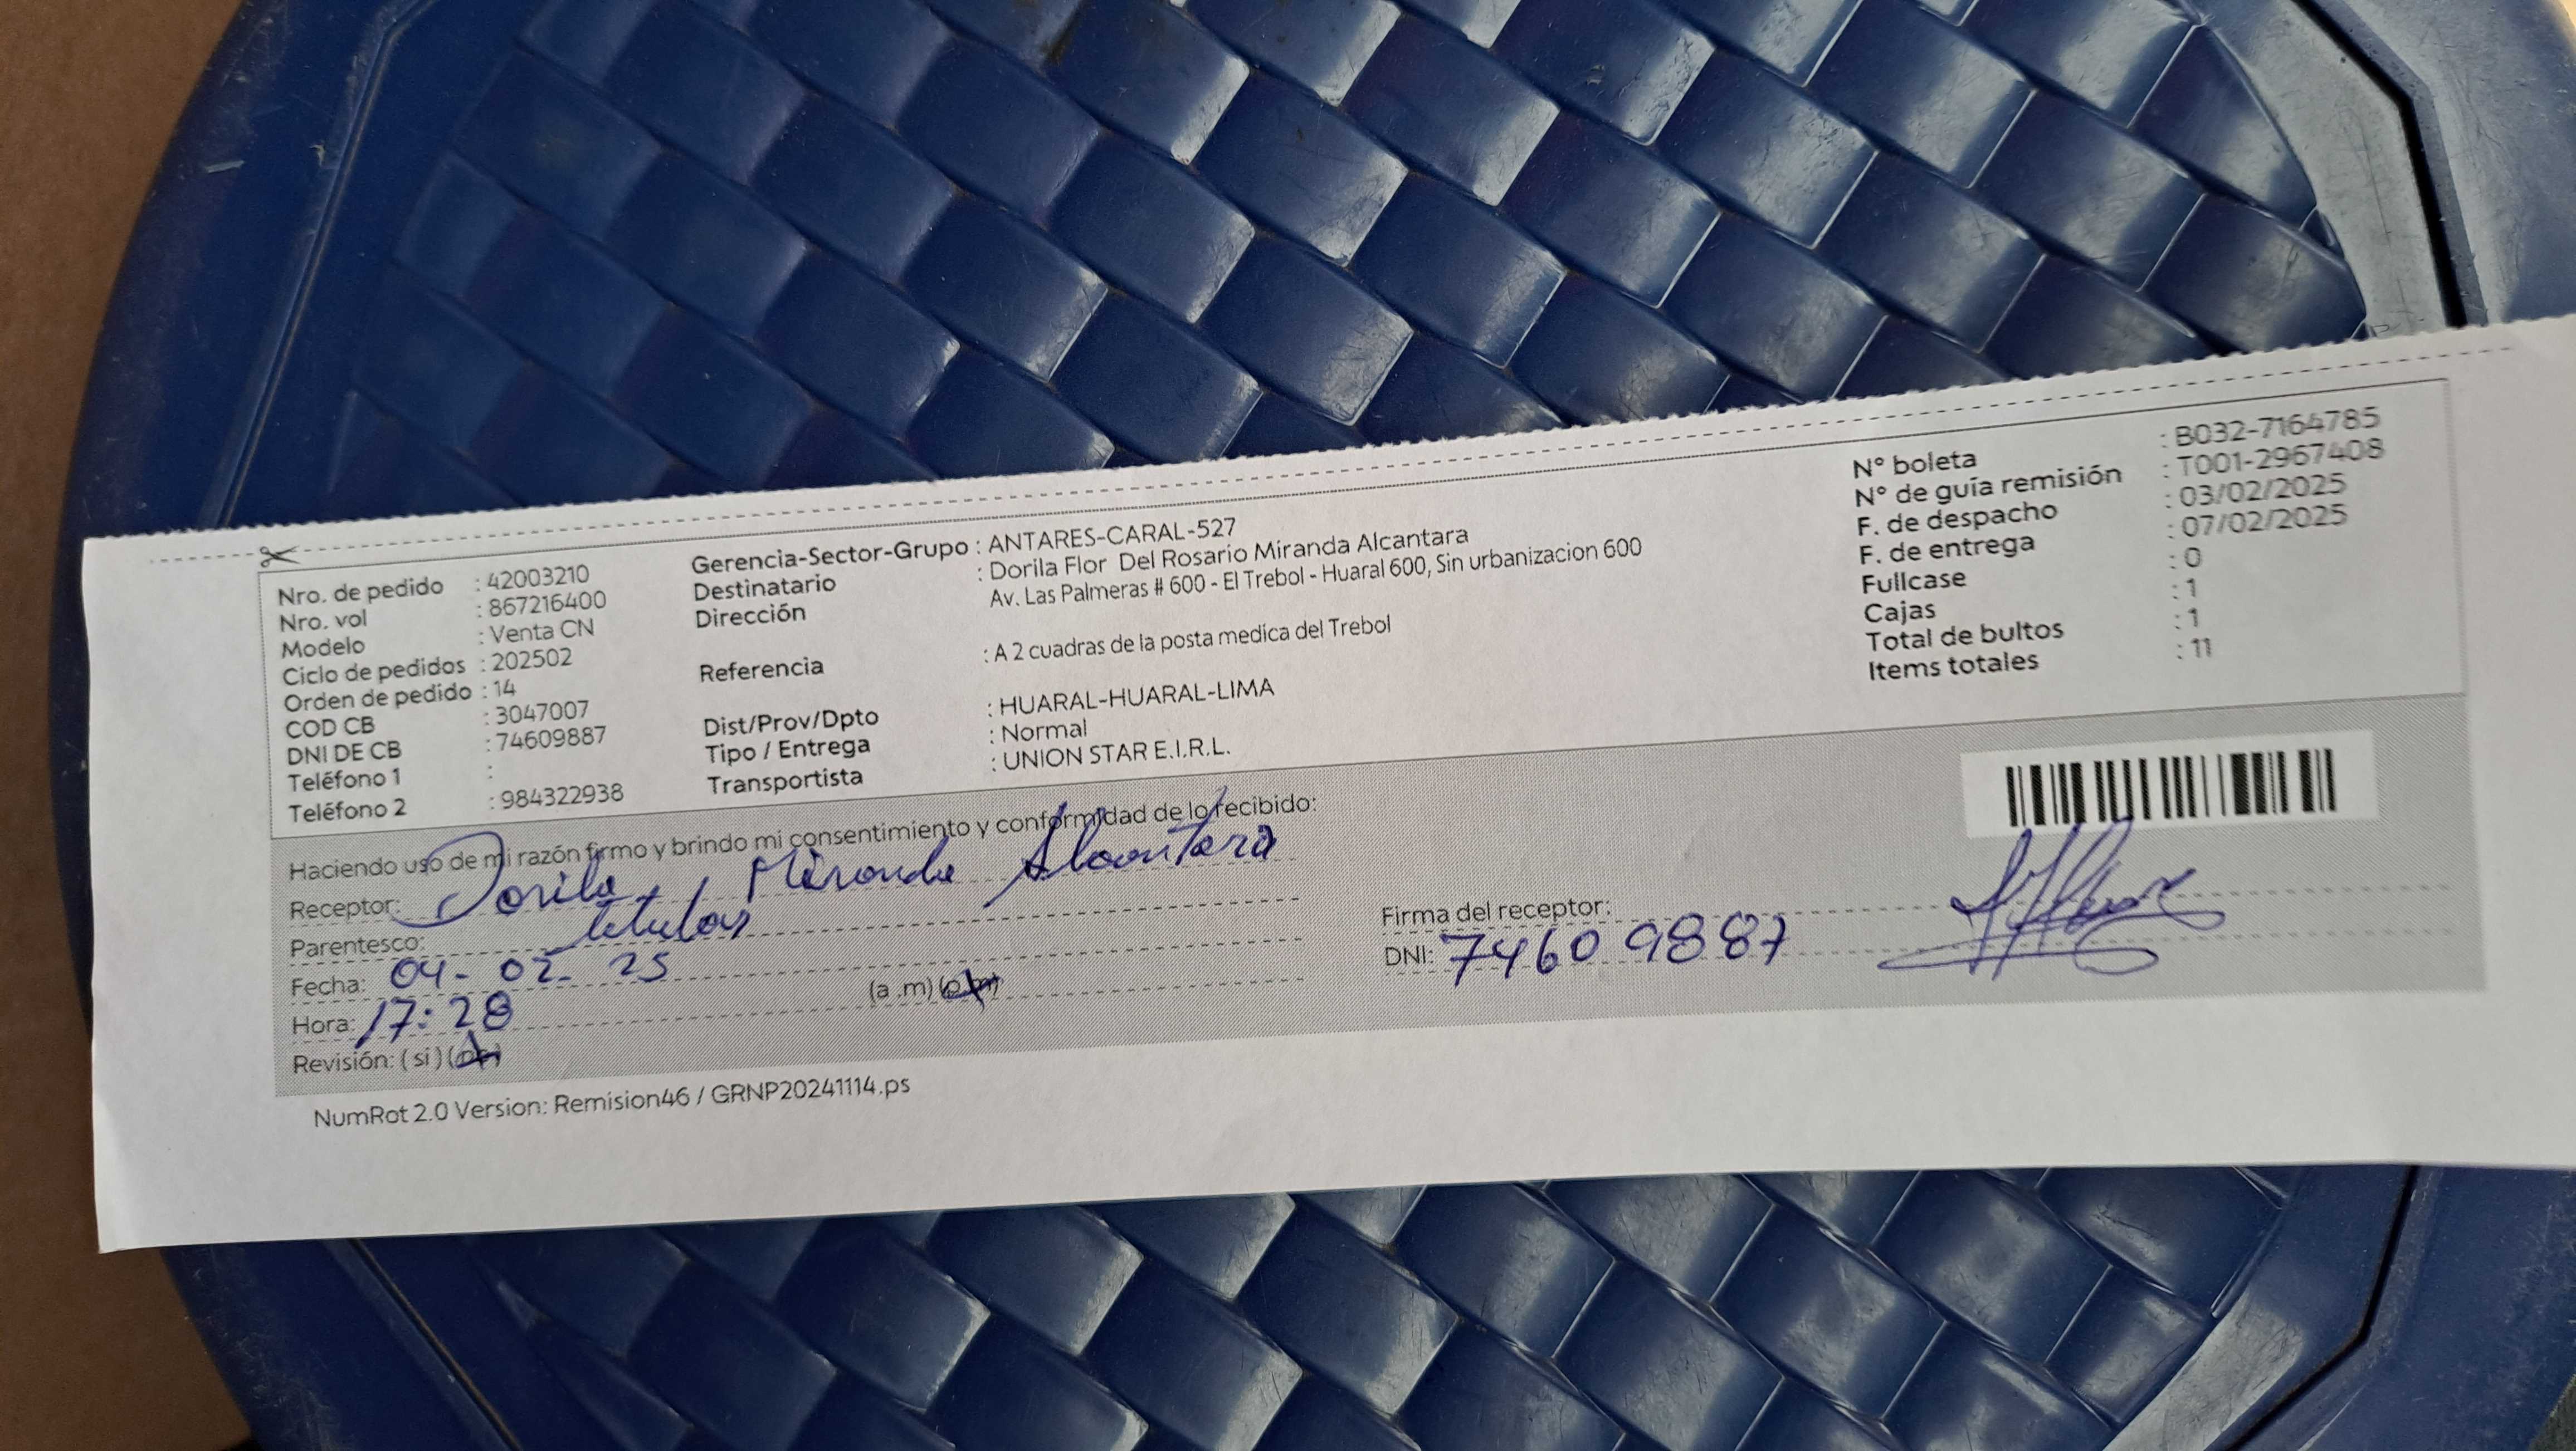 Nro. de pedido : 42003210
Nro. vol : 867216400
Modelo : Venta CN
Ciclo de pedidos : 202502
Orden de pedido : 14
COD CB : 3047007
DNI DE CB : 74609887
Teléfono 1 :
Teléfono 2 : 984322938
Gerencia-Sector-Grupo : ANTARES-CARAL-527
Destinatario : Dorila Flor Del Rosario Miranda Alcantara
Dirección Av. Las Palmeras # 600 - El Trebol - Huaral 600, Sin urbanizacion 600
Referencia : A 2 cuadras de la posta medica del Trebol
Dist/Prov/Dpto : HUARAL-HUARAL-LIMA
Tipo / Entrega : Normal
Transportista : UNION STAR E.I.R.L.
N° boleta : B032-7164785
N° de guía remisión : T001-2967408
F. de despacho : 03/02/2025
F. de entrega : 07/02/2025
Fullcase : 0
Cajas : 1
Total de bultos : 1
Items totales : 11
Haciendo uso de mi razón firmo y brindo mi consentimiento y conformidad de lo recibido:
Receptor: Dorila Miranda Alcantara
Parentesco: titular
Fecha: 04-02-25
Hora: 17:28 (a .m) (p.m)
Revisión: ( si ) (no)
Firma del receptor:
DNI: 74609887
NumRot 2.0 Version: Remision46 / GRNP20241114.ps